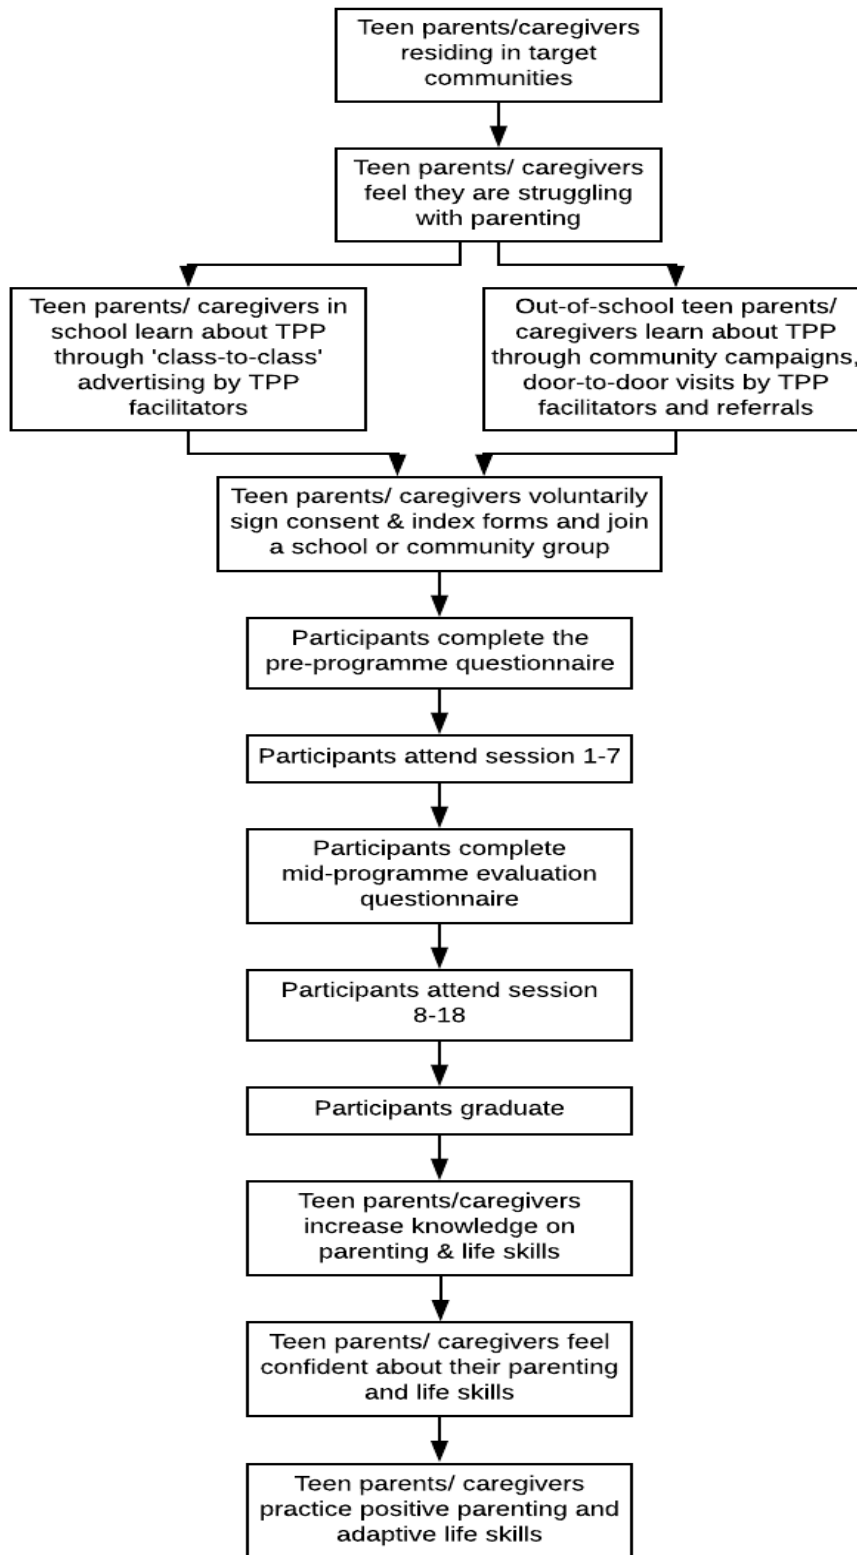 Teen parents/caregivers
residing in target
communities
Teen parents/ caregivers
feel they are struggling
with parenting
Teen parents/ caregivers in
school learn about TPP
through 'class-to-class'
advertising by TPP
facilitators
Out-of-school teen parents/
caregivers learn about TPP
through community campaigns,
door-to-door visits by TPP
facilitators and referrals
Teen parents/ caregivers voluntarily
sign consent & index forms and join
a school or community group
Participants complete the
pre-programme questionnaire
Participants attend session 1-7
Participants complete
mid-programme evaluation
questionnaire
Participants attend session
8-18
Participants graduate
Teen parents/caregivers
increase knowledge on
parenting & life skills
Teen parents/ caregivers feel
confident about their parenting
and life skills
Teen parents/ caregivers
practice positive parenting and
adaptive life skills